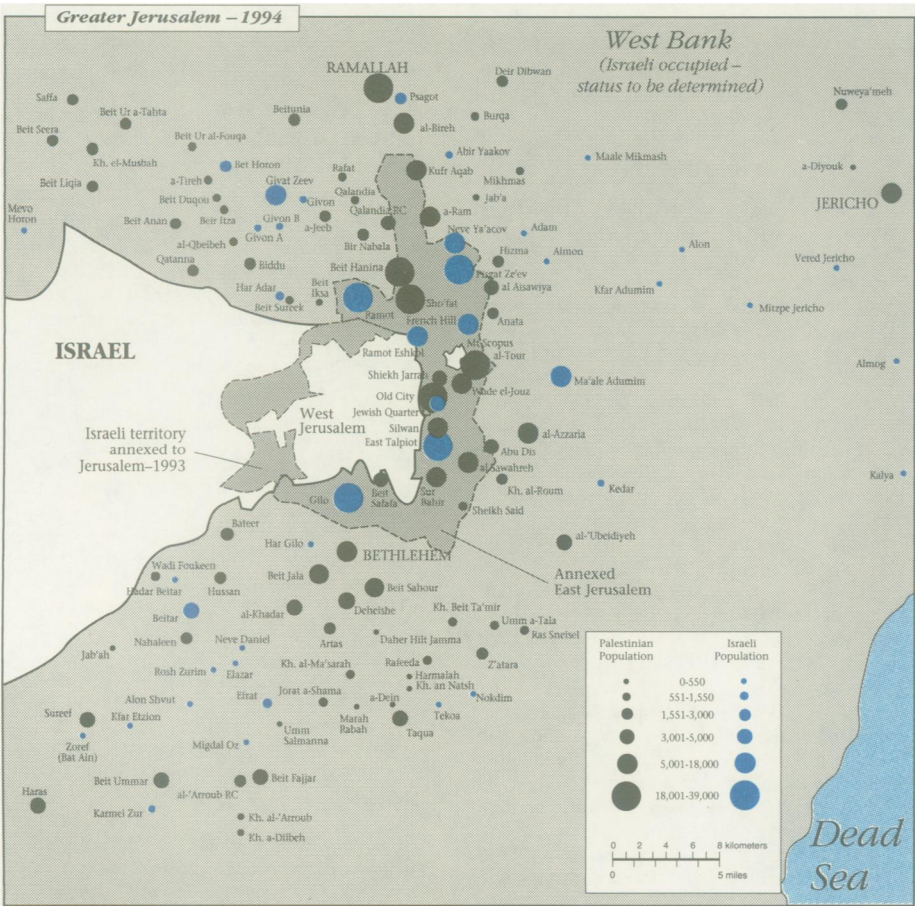 Greater Jerusalem – 1994
West Bank
(Israeli occupied –
status to be determined)
RAMALLAH
Psagot
Deir Dibwan
Saffa
Nuweya'meh
Beit Ur a-Tahta
Beitunia
al-Bireh
Burqa
Beit Seera
Beit Ur al-Fouqa
Kh. el-Musbah
Bet Horon
Rafat
Abir Yaakov
Maale Mikmash
Kufr Aqab
Mikhmas
a-Diyouk
Beit Liqia
a-Tireh
Givat Zeev
Qalandia
Jab'a
JERICHO
Beit Duqou
Givon
Qalandia RC
a-Ram
Mevo
Horon
Beit Anan
Beir Itza
Givon B
a-Jeeb
Neve Ya'acov
Adam
al-Qbeibeh
Givon A
Bir Nabala
Hizma
Almon
Alon
Qatanna
Biddu
Beit Hanina
Pisgat Ze'ev
Vered Jericho
Har Adar
Beit
Iksa
al Aisawiya
Kfar Adumim
Beit Sureek
Ramot
Sho'fat
Mitzpe Jericho
French Hill
Anata
ISRAEL
Ramot Eshkol
Mt Scopus
al-Tour
Almog
Shiekh Jarrah
Wade el-Jouz
Ma'ale Adumim
Old City
West
Jerusalem
Jewish Quarter
Silwan
al-Azzaria
East Talpiot
Israeli territory
annexed to
Jerusalem–1993
Abu Dis
al-Sawahreh
Kalya
Gilo
Beit
Safafa
Sur
Bahir
Kh. al-Roum
Kedar
Sheikh Said
Bateer
Har Gilo
BETHLEHEM
al-'Ubeidiyeh
Wadi Foukeen
Beit Jala
Annexed
East Jerusalem
Hadar Beitar
Hussan
Beit Sahour
Beitar
al-Khadar
Deheishe
Kh. Beit Ta'mir
Umm a-Tala
Ras Sneisel
Nahaleen
Neve Daniel
Artas
Daher Hilt Jamma
Jab'ah
Rosh Zurim
Elazar
Kh. al-Ma'sarah
Rafeeda
Z'atara
Harmalah
Kh. an Natsh
Alon Shvut
Efrat
Jorat a-Shama
a-Dein
Nokdim
Sureef
Kfar Etzion
Marah
Rabah
Tekoa
Zoref
(Bat Ain)
Migdal Oz
Umm
Salmanna
Taqua
Beit Ummar
al-'Arroub RC
Beit Fajjar
Haras
Karmei Zur
Kh. al-'Arroub
Kh. a-Dilbeh
Palestinian
Population
Israeli
Population
0-550
551-1,550
1,551-3,000
3,001-5,000
5,001-18,000
18,001-39,000
0 2 4 6 8 kilometers
0 5 miles
Dead
Sea